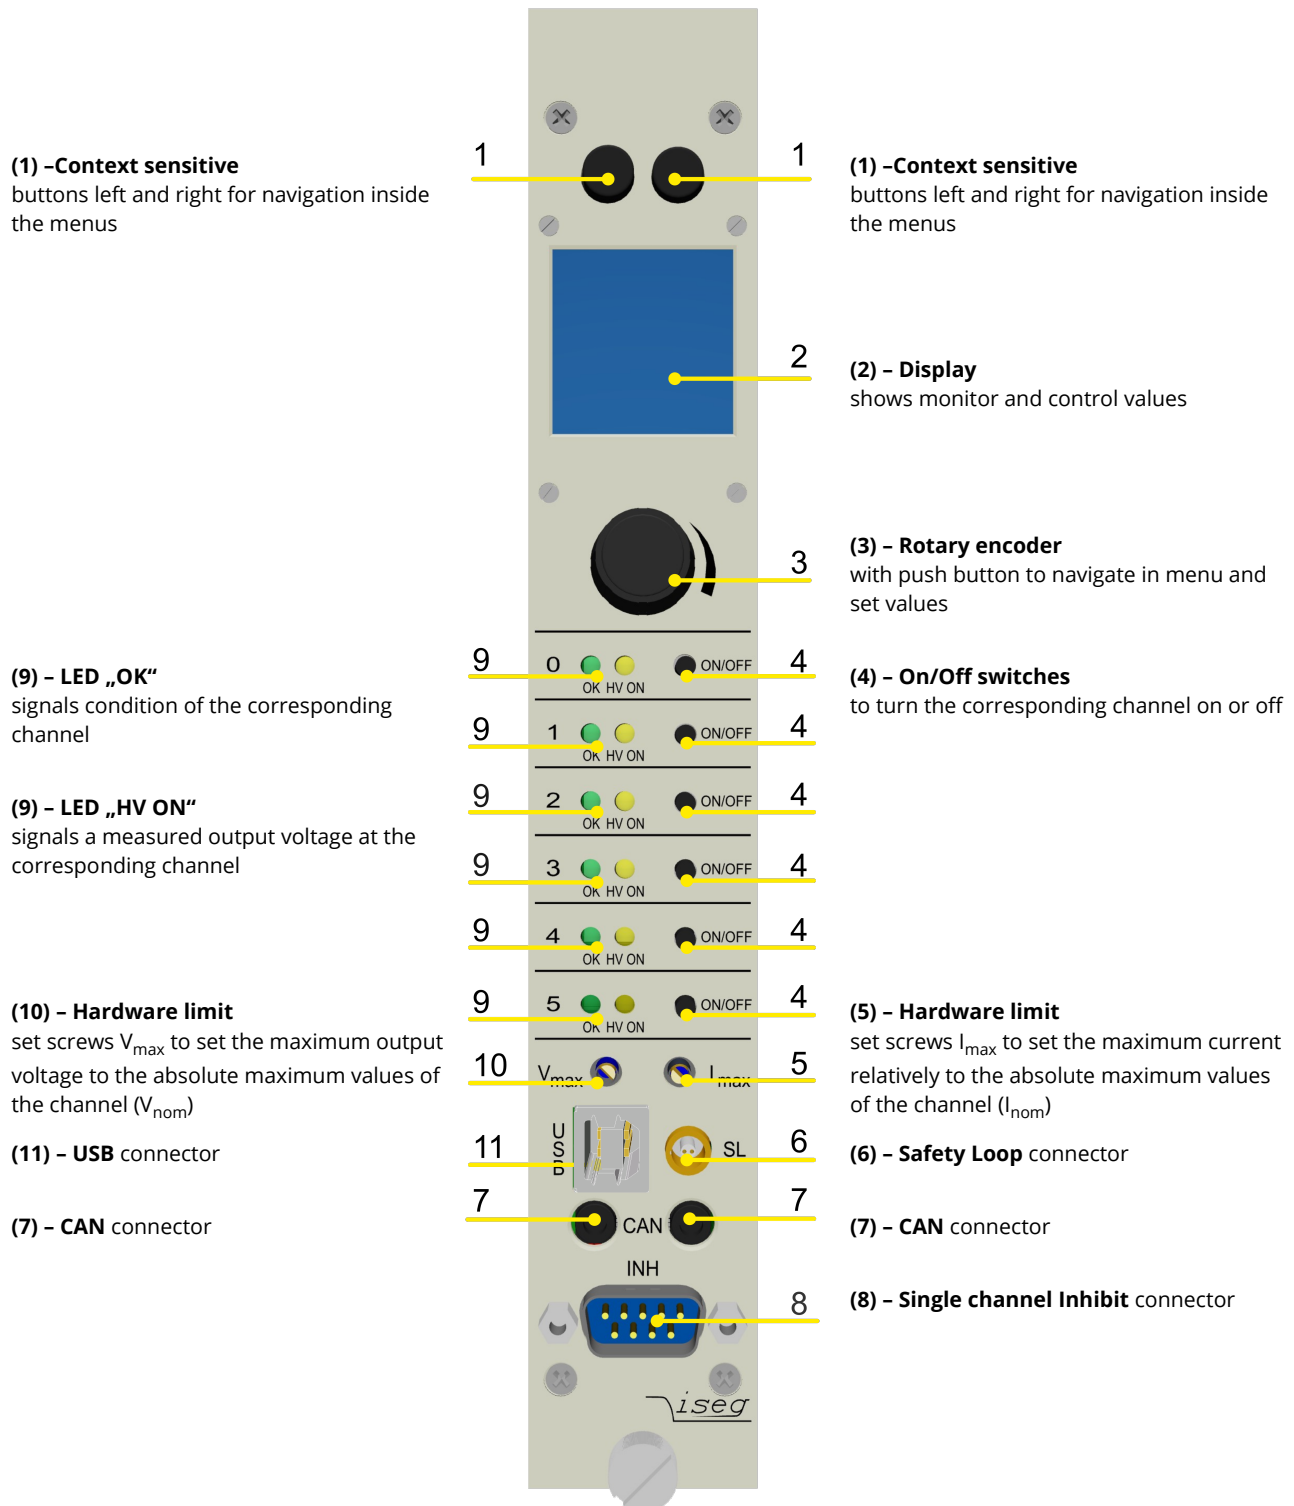 1
1
(1) –Context sensitive
buttons left and right for navigation inside
the menus
(1) –Context sensitive
buttons left and right for navigation inside
the menus
2
(2) – Display
shows monitor and control values
3
(3) – Rotary encoder
with push button to navigate in menu and
set values
9 0 OK HV ON ON/OFF 4
(9) – LED „OK“
signals condition of the corresponding
channel
(4) – On/Off switches
to turn the corresponding channel on or off
9 1 OK HV ON ON/OFF 4
9 2 OK HV ON ON/OFF 4
(9) – LED „HV ON“
signals a measured output voltage at the
corresponding channel
9 3 OK HV ON ON/OFF 4
9 4 OK HV ON ON/OFF 4
9 5 OK HV ON ON/OFF 4
(10) – Hardware limit
set screws Vmax to set the maximum output
voltage to the absolute maximum values of
the channel (Vnom)
10 Vmax Imax 5
(5) – Hardware limit
set screws Imax to set the maximum current
relatively to the absolute maximum values
of the channel (Inom)
(11) – USB connector
11 USB SL 6
(6) – Safety Loop connector
(7) – CAN connector
7 CAN 7
(7) – CAN connector
INH
8
(8) – Single channel Inhibit connector
iseg